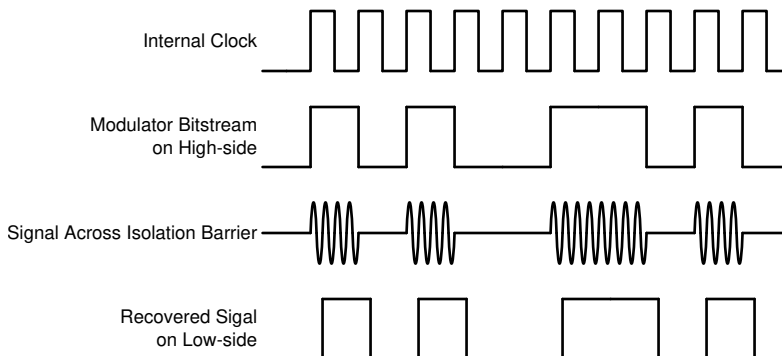 Internal Clock
Modulator Bitstream
on High-side
Signal Across Isolation Barrier
Recovered Sigal
on Low-side